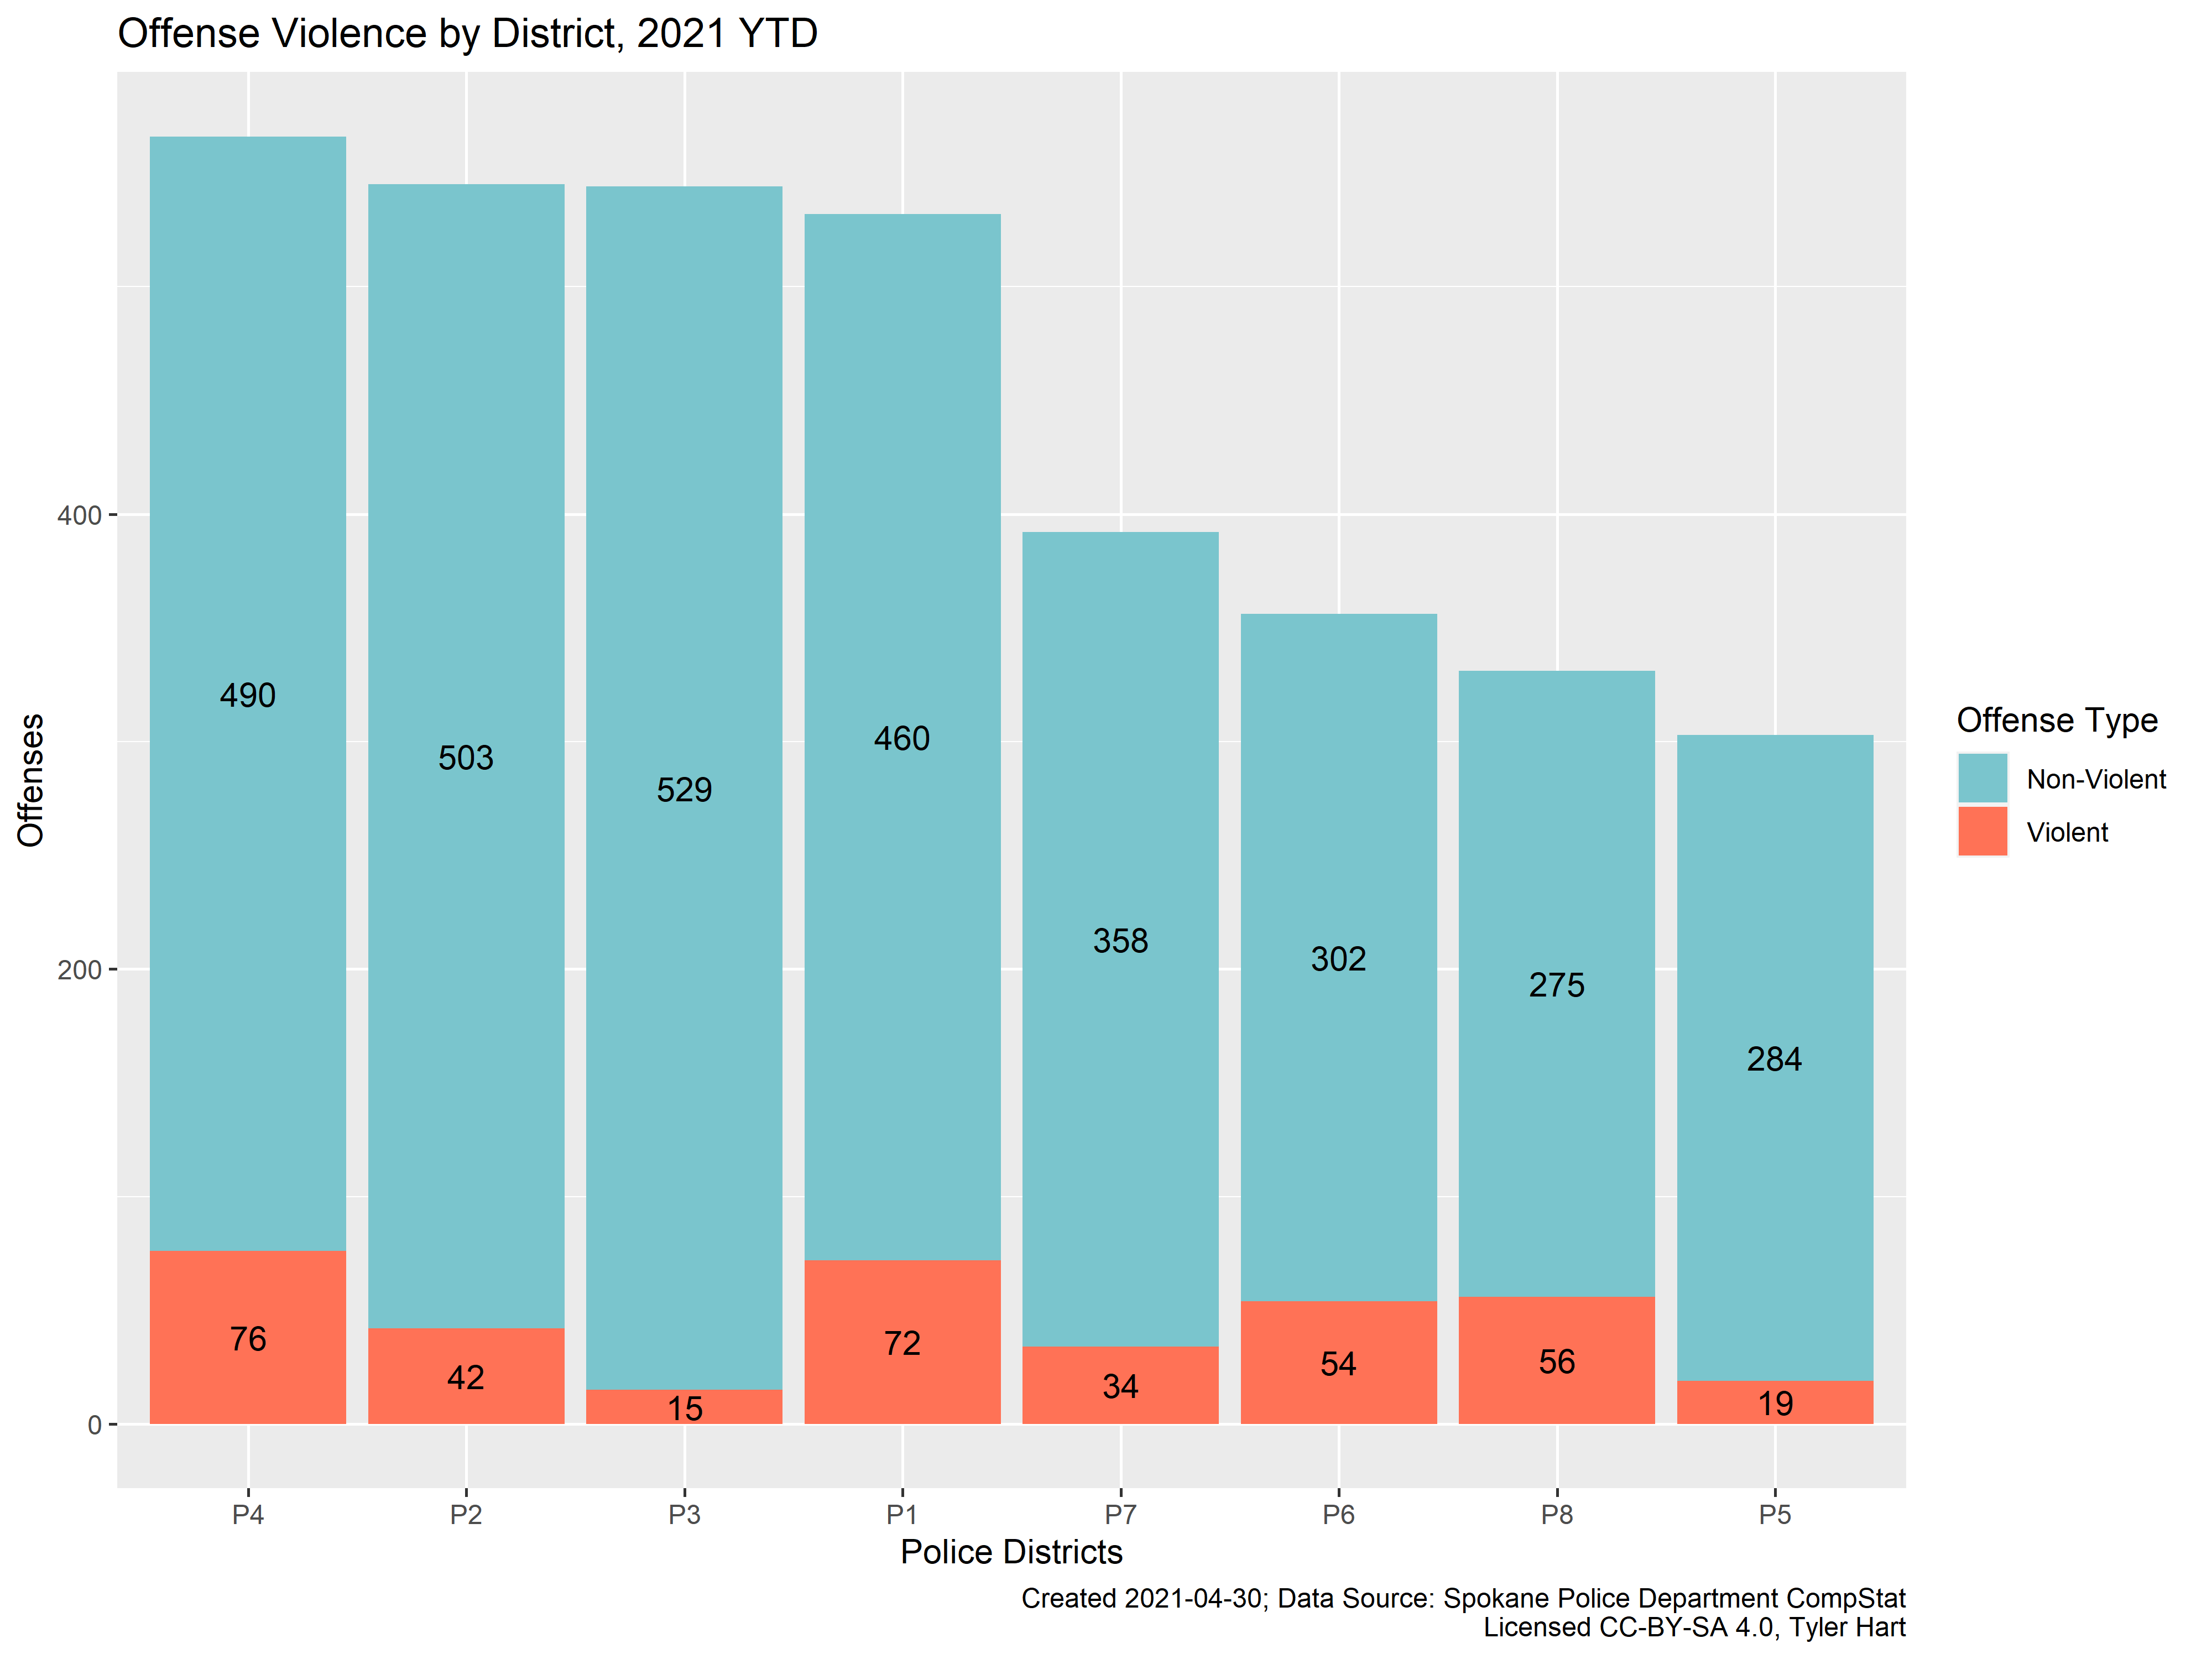 Offense Violence by District, 2021 YTD
Offenses
400
200
0
490
503
529
460
358
302
275
284
76
42
15
72
34
54
56
19
P4
P2
P3
P1
P7
P6
P8
P5
Police Districts
Offense Type
Non-Violent
Violent
Created 2021-04-30; Data Source: Spokane Police Department CompStat
Licensed CC-BY-SA 4.0, Tyler Hart